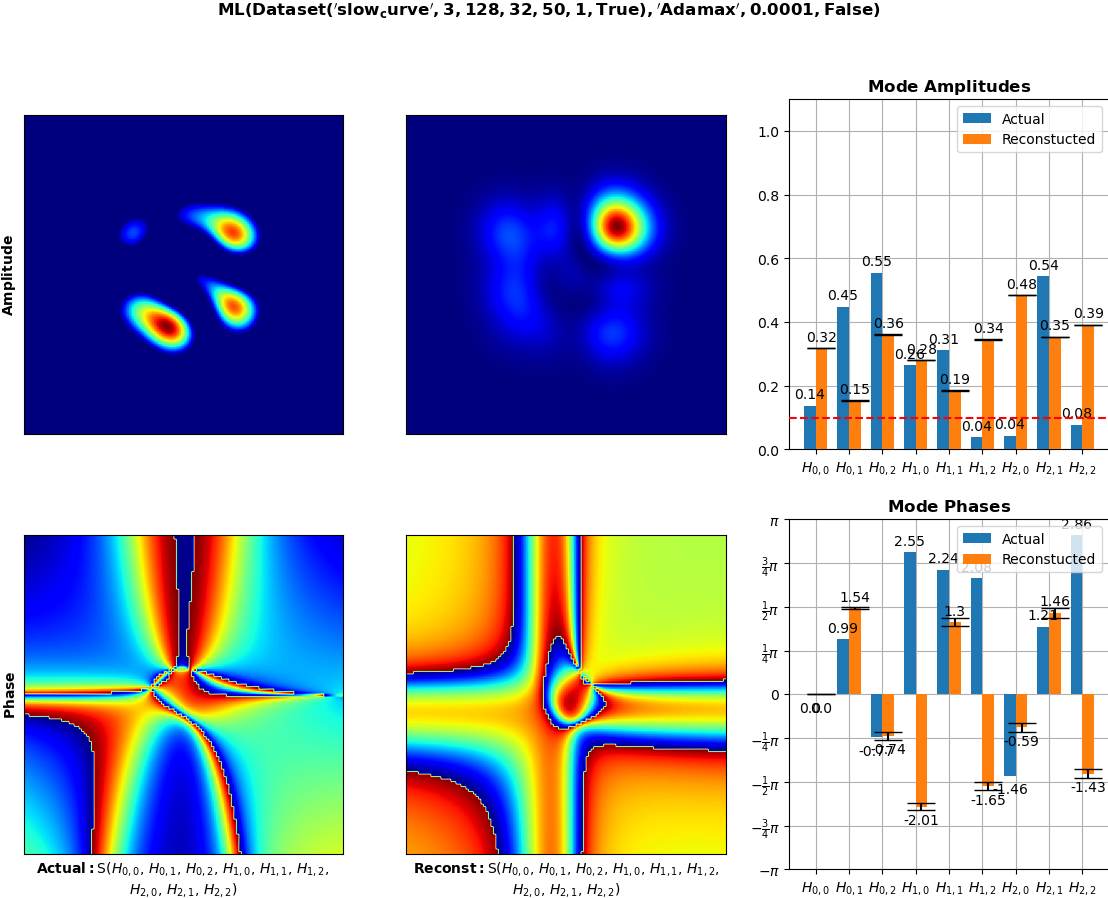 ML(Dataset('slow_curve', 3, 128, 32, 50, 1, True), 'Adamax', 0.0001, False)
Amplitude
Mode Amplitudes
Actual
Reconstucted
1.0
0.8
0.6
0.4
0.2
0.0
0.14
0.32
0.45
0.15
0.55
0.36
0.26
0.28
0.31
0.19
0.04
0.34
0.04
0.48
0.54
0.35
0.08
0.39
H0,0 H0,1 H0,2 H1,0 H1,1 H1,2 H2,0 H2,1 H2,2
Phase
Mode Phases
Actual
Reconstucted
π
3/4π
1/2π
1/4π
0
−1/4π
−1/2π
−3/4π
−π
0.0
0.0
0.99
1.54
-0.77
-0.74
2.55
-2.01
2.24
1.3
2.08
-1.65
-1.46
-0.59
1.21
1.46
2.86
-1.43
H0,0 H0,1 H0,2 H1,0 H1,1 H1,2 H2,0 H2,1 H2,2
Actual: S(H0,0, H0,1, H0,2, H1,0, H1,1, H1,2,
H2,0, H2,1, H2,2)
Reconst: S(H0,0, H0,1, H0,2, H1,0, H1,1, H1,2,
H2,0, H2,1, H2,2)